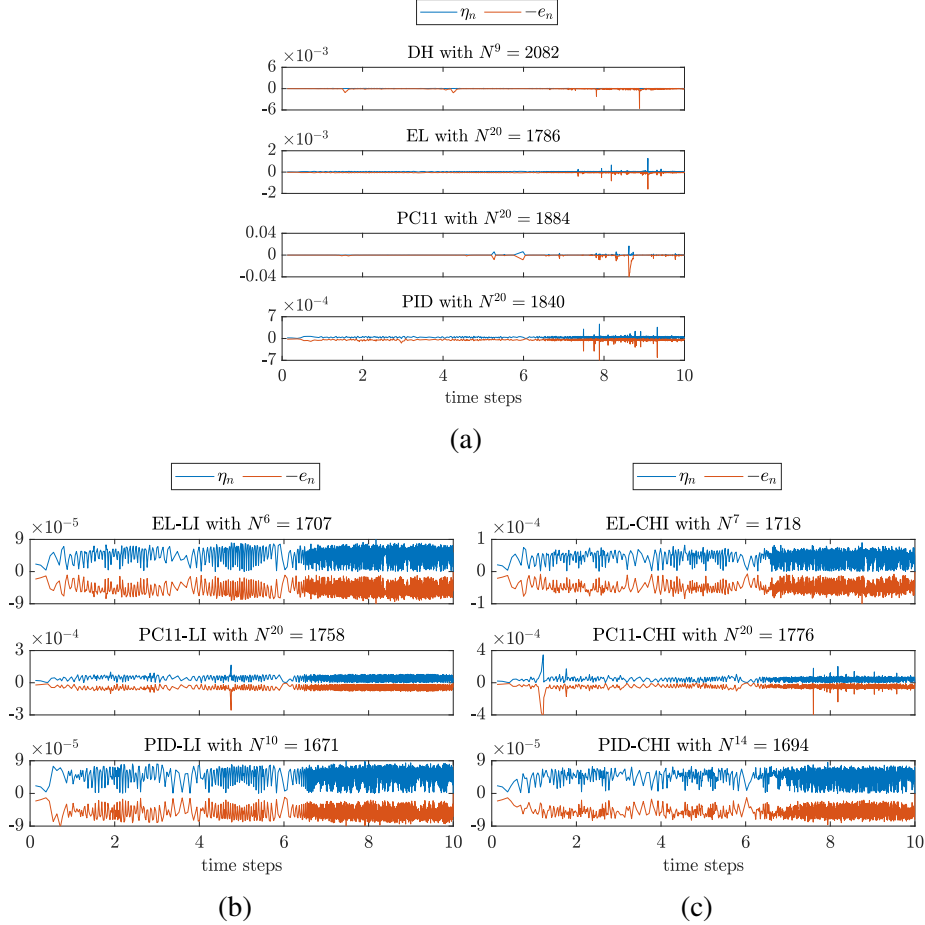 η_n −e_n
×10^-3
DH with N^9 = 2082
6
0
-6
×10^-3
EL with N^20 = 1786
2
0
-2
PC11 with N^20 = 1884
0.04
0
-0.04
×10^-4
PID with N^20 = 1840
7
0
-7
0 2 4 6 8 10
time steps
(a)
η_n −e_n
×10^-5
EL-LI with N^6 = 1707
9
0
-9
×10^-4
PC11-LI with N^20 = 1758
3
0
-3
×10^-5
PID-LI with N^10 = 1671
9
0
-9
0 2 4 6 8 10
time steps
(b)
η_n −e_n
×10^-4
EL-CHI with N^7 = 1718
1
0
-1
×10^-4
PC11-CHI with N^20 = 1776
4
0
-4
×10^-5
PID-CHI with N^14 = 1694
9
0
-9
0 2 4 6 8 10
time steps
(c)